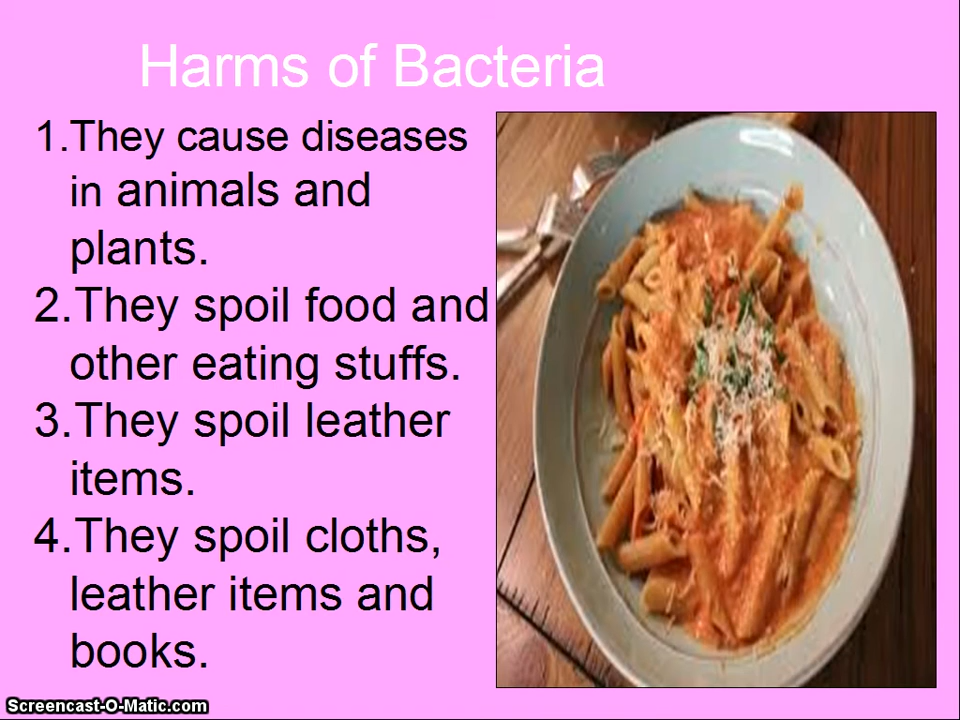 Harms of Bacteria
1.They cause diseases
in animals and
plants.
2.They spoil food and
other eating stuffs.
3.They spoil leather
items.
4.They spoil cloths,
leather items and
books.
Screencast-O-Matic.com